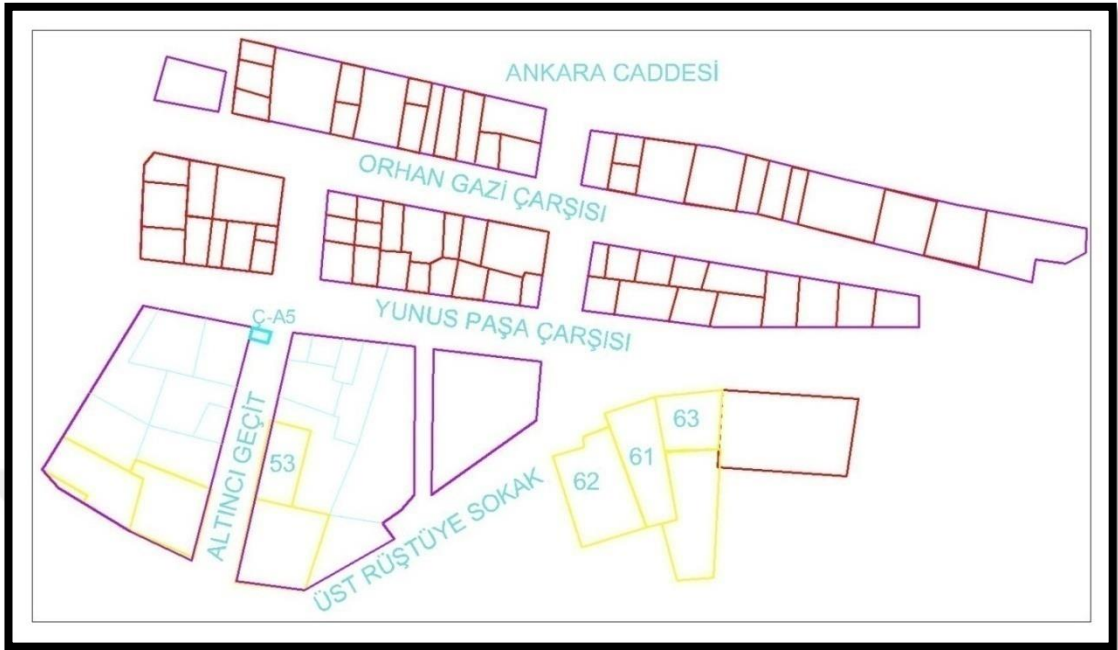 ANKARA CADDESİ
ORHAN GAZİ ÇARŞISI
YUNUS PAŞA ÇARŞISI
Ç-A5
ALTINCI GEÇİT
53
63
61
62
ÜST RÜŞTÜYE SOKAK